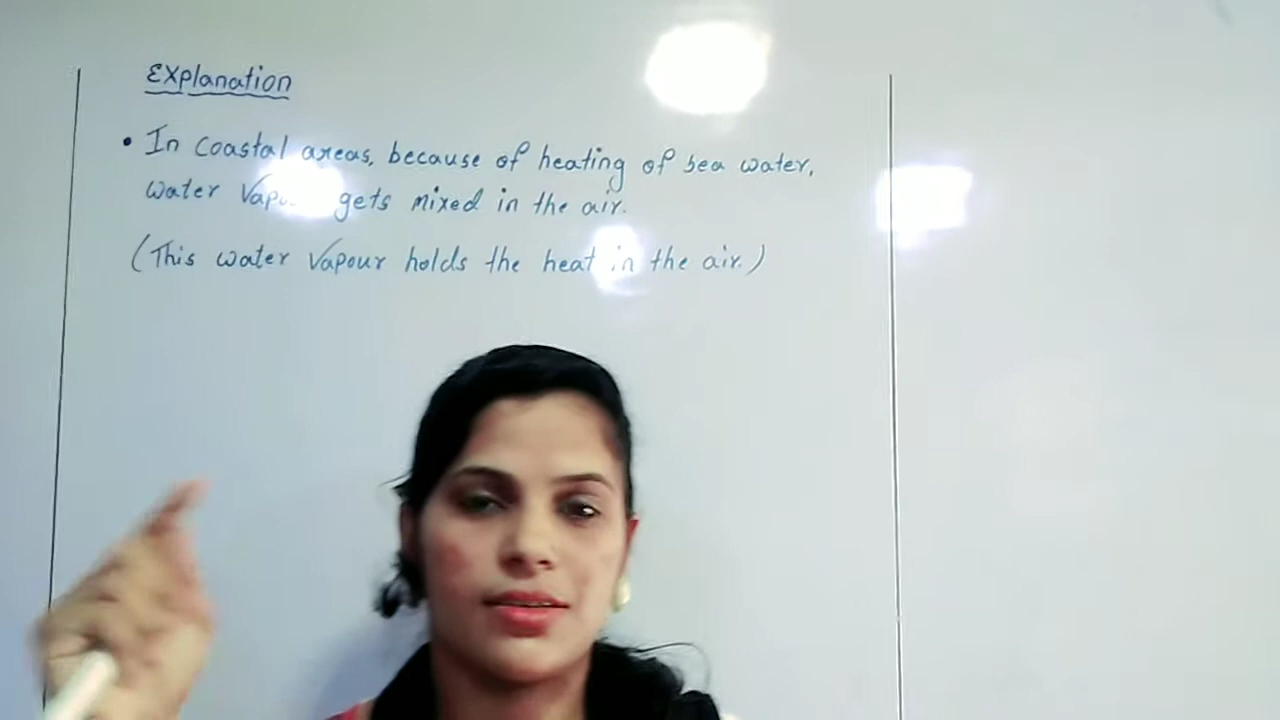 Explanation
• In coastal areas, because of heating of sea water,
water gets mixed in the air.
(This water vapour holds the heat in the air.)